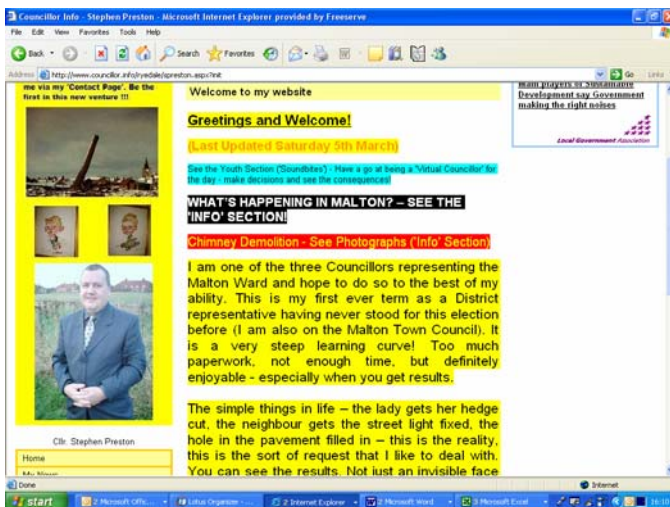 Councillor Info - Stephen Preston - Microsoft Internet Explorer provided by Freeserve
File Edit View Favorites Tools Help
Back Search Favorites
Address http://www.councillor.info/ryedale/spreston.aspx?init Go Links
me via my 'Contact Page'. Be the
first in this new venture !!!
Cllr. Stephen Preston
Home
My News
Welcome to my website
Greetings and Welcome!
(Last Updated Saturday 5th March)
See the Youth Section ('Soundbites') - Have a go at being a 'Virtual Councillor' for
the day - make decisions and see the consequences!
WHAT'S HAPPENING IN MALTON? – SEE THE
'INFO' SECTION!
Chimney Demolition - See Photographs ('Info' Section)
I am one of the three Councillors representing the
Malton Ward and hope to do so to the best of my
ability. This is my first ever term as a District
representative having never stood for this election
before (I am also on the Malton Town Council). It
is a very steep learning curve! Too much
paperwork, not enough time, but definitely
enjoyable - especially when you get results.
The simple things in life – the lady gets her hedge
cut, the neighbour gets the street light fixed, the
hole in the pavement filled in – this is the reality,
this is the sort of request that I like to deal with.
You can see the results. Not just an invisible face
main players of Sustainable
Development say Government
making the right noises
Local Government Association
Done Internet
start 2 Microsoft Offic... Lotus Organizer - ... 2 Internet Explorer 2 Microsoft Word 3 Microsoft Excel 16:10